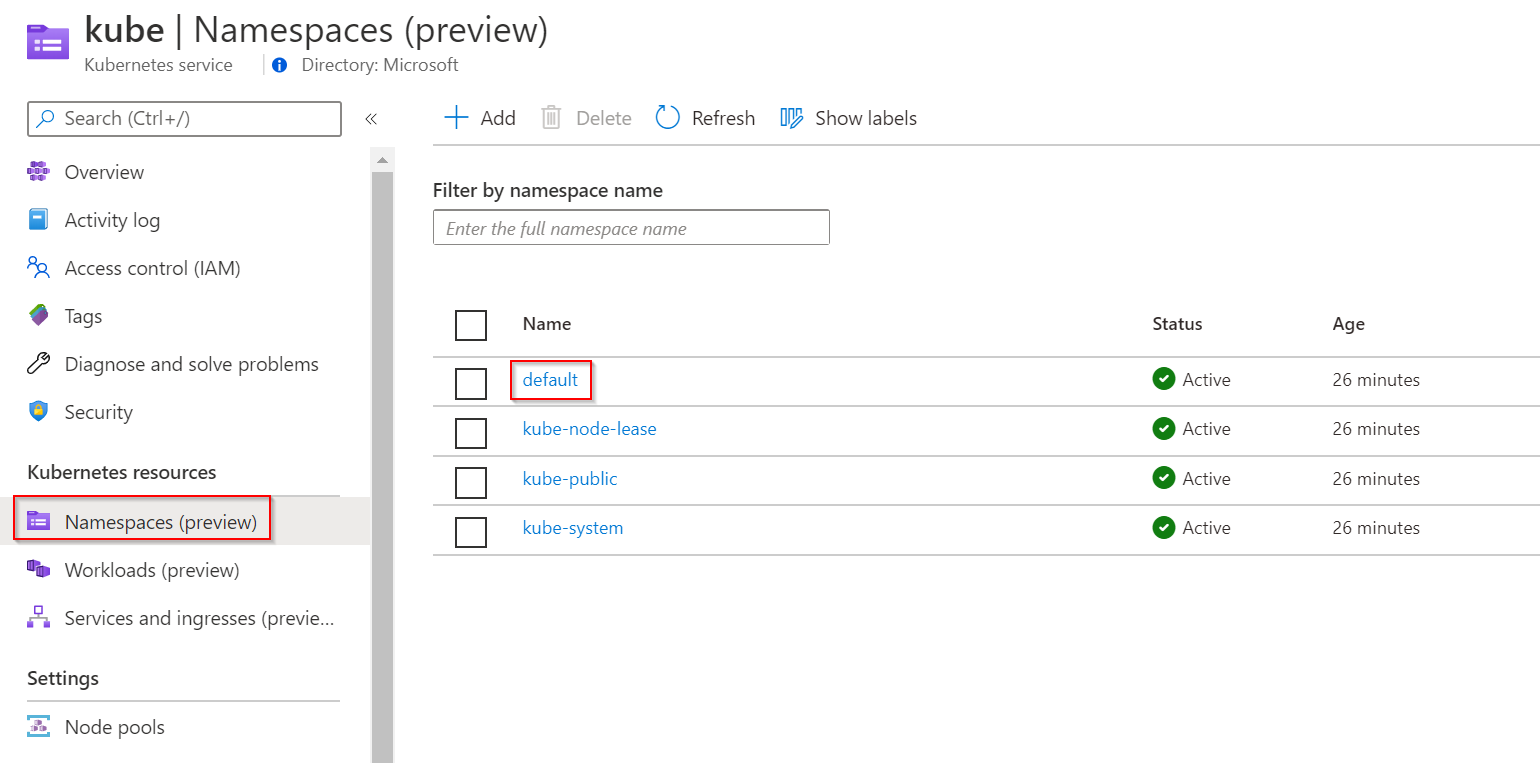 kube | Namespaces (preview)
Kubernetes service
Directory: Microsoft
Search (Ctrl+/)
«
Overview
Activity log
Access control (IAM)
Tags
Diagnose and solve problems
Security
Kubernetes resources
Namespaces (preview)
Workloads (preview)
Services and ingresses (previe...
Settings
Node pools
Add Delete Refresh Show labels
Filter by namespace name
Enter the full namespace name
Name Status Age
default Active 26 minutes
kube-node-lease Active 26 minutes
kube-public Active 26 minutes
kube-system Active 26 minutes